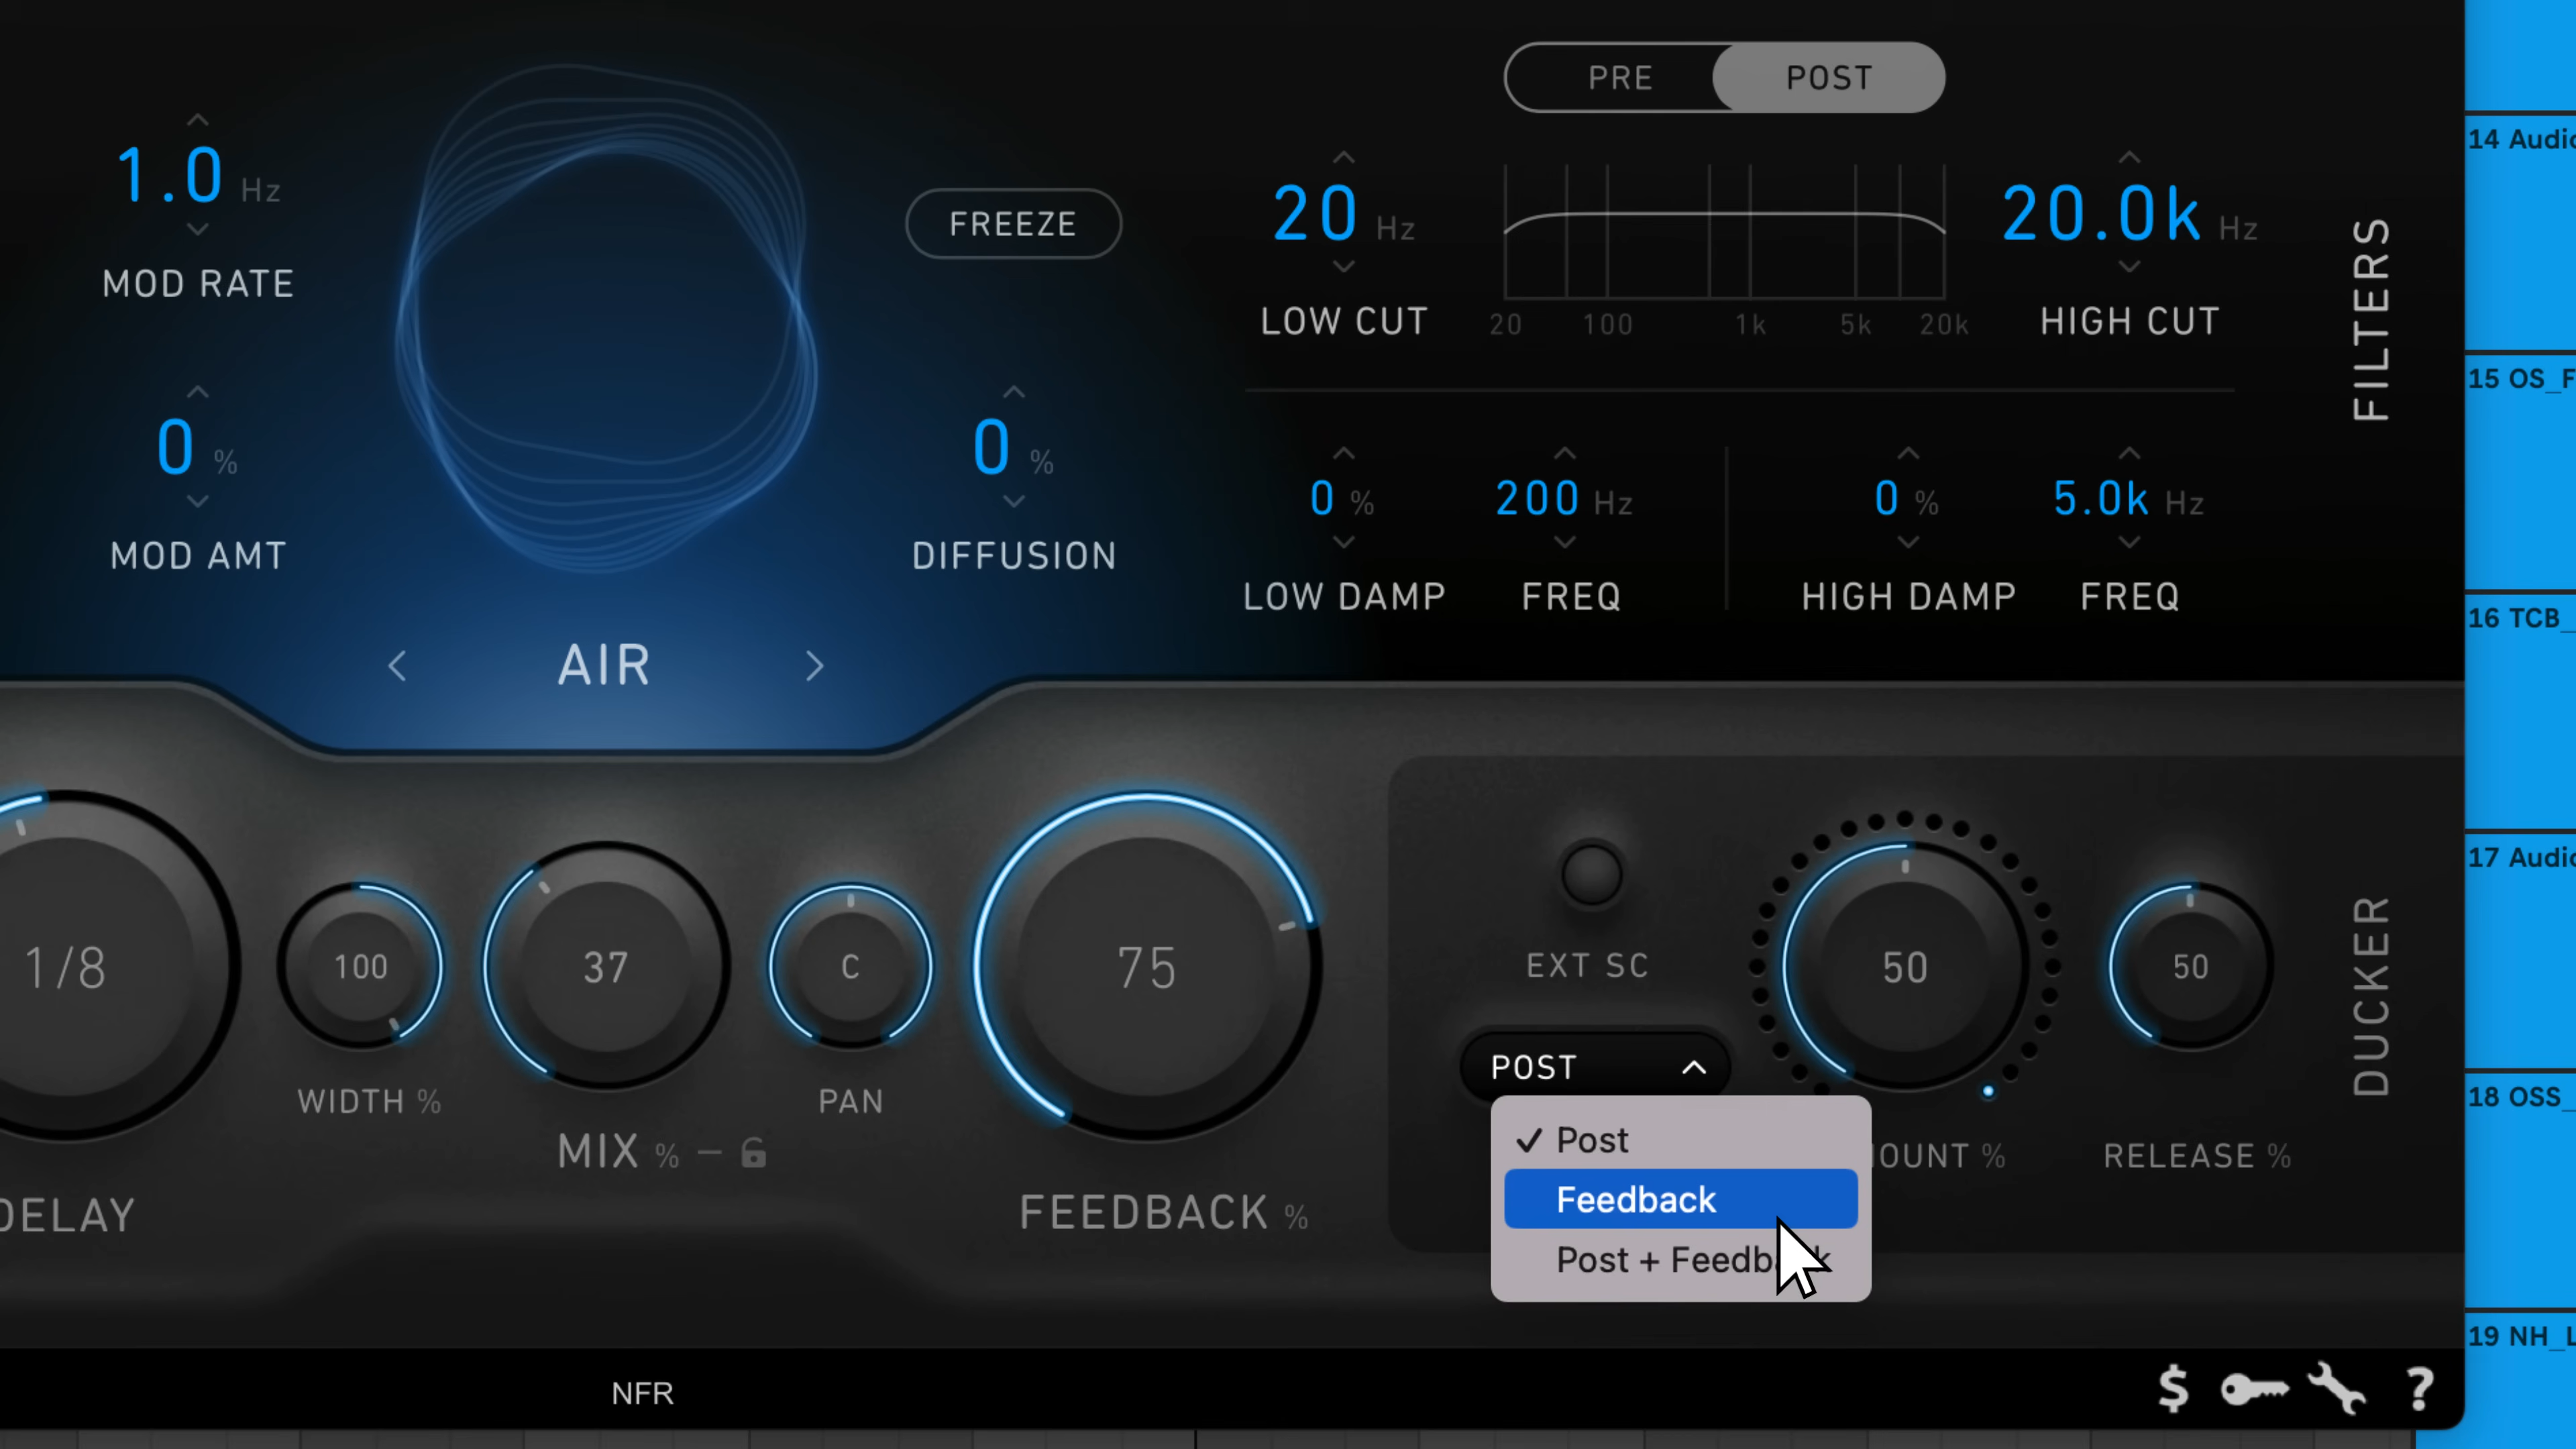 PRE POST
1.0 Hz
MOD RATE
FREEZE
20 Hz
LOW CUT
20 100 1k 5k 20k
20.0k Hz
HIGH CUT
FILTERS
0 %
MOD AMT
0 %
DIFFUSION
0 %
LOW DAMP
200 Hz
FREQ
0 %
HIGH DAMP
5.0k Hz
FREQ
< AIR >
1/8
DELAY
100
WIDTH %
37
MIX % –
C
PAN
75
FEEDBACK %
EXT SC
POST
✓ Post
Feedback
Post + Feedb k
50
OUNT %
50
RELEASE %
DUCKER
NFR
$ ?
14 Audio
15 OS_F
16 TCB_
17 Audio
18 OSS_
19 NH_L